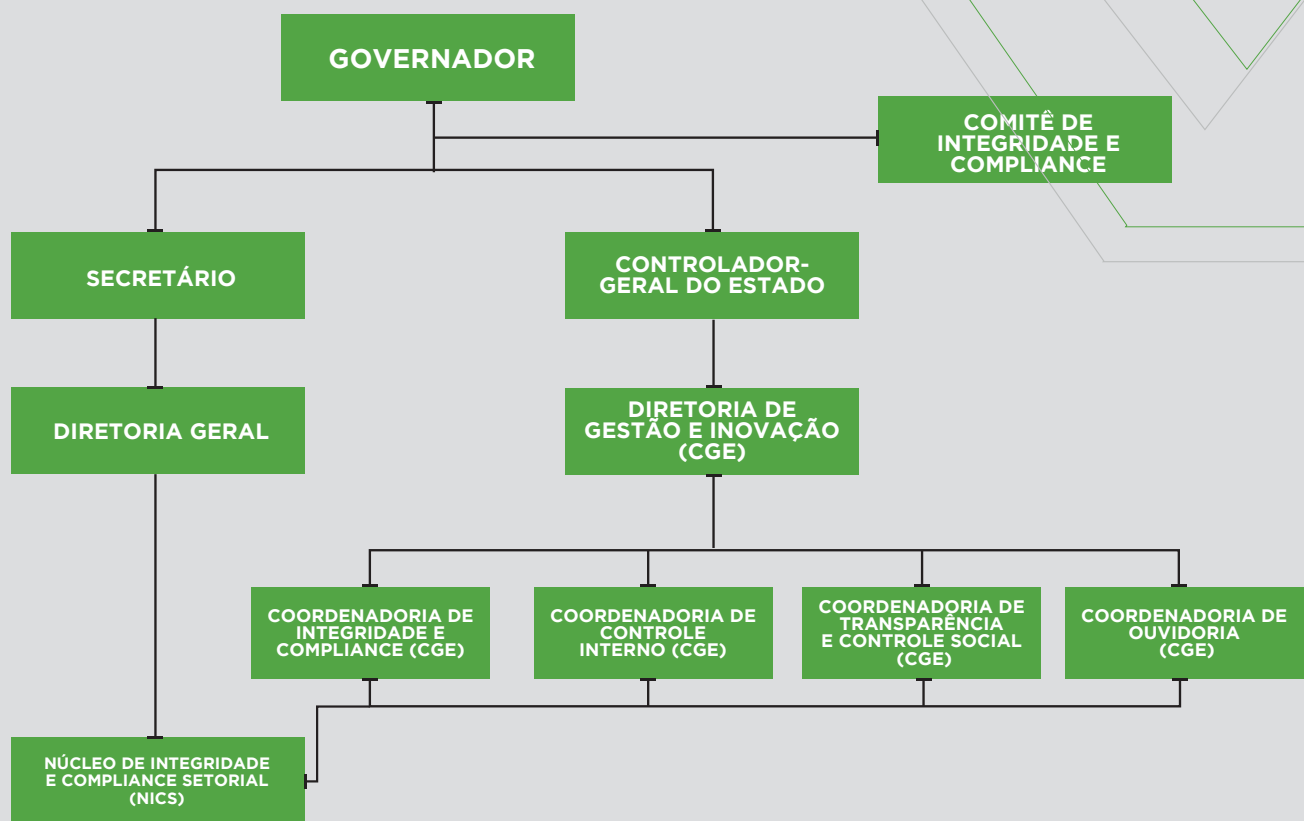 GOVERNADOR
COMITÊ DE
INTEGRIDADE E
COMPLIANCE
SECRETÁRIO
CONTROLADOR-
GERAL DO ESTADO
DIRETORIA GERAL
DIRETORIA DE
GESTÃO E INOVAÇÃO
(CGE)
COORDENADORIA DE
INTEGRIDADE E
COMPLIANCE (CGE)
COORDENADORIA DE
CONTROLE
INTERNO (CGE)
COORDENADORIA DE
TRANSPARÊNCIA
E CONTROLE SOCIAL
(CGE)
COORDENADORIA DE
OUVIDORIA
(CGE)
NÚCLEO DE INTEGRIDADE
E COMPLIANCE SETORIAL
(NICS)